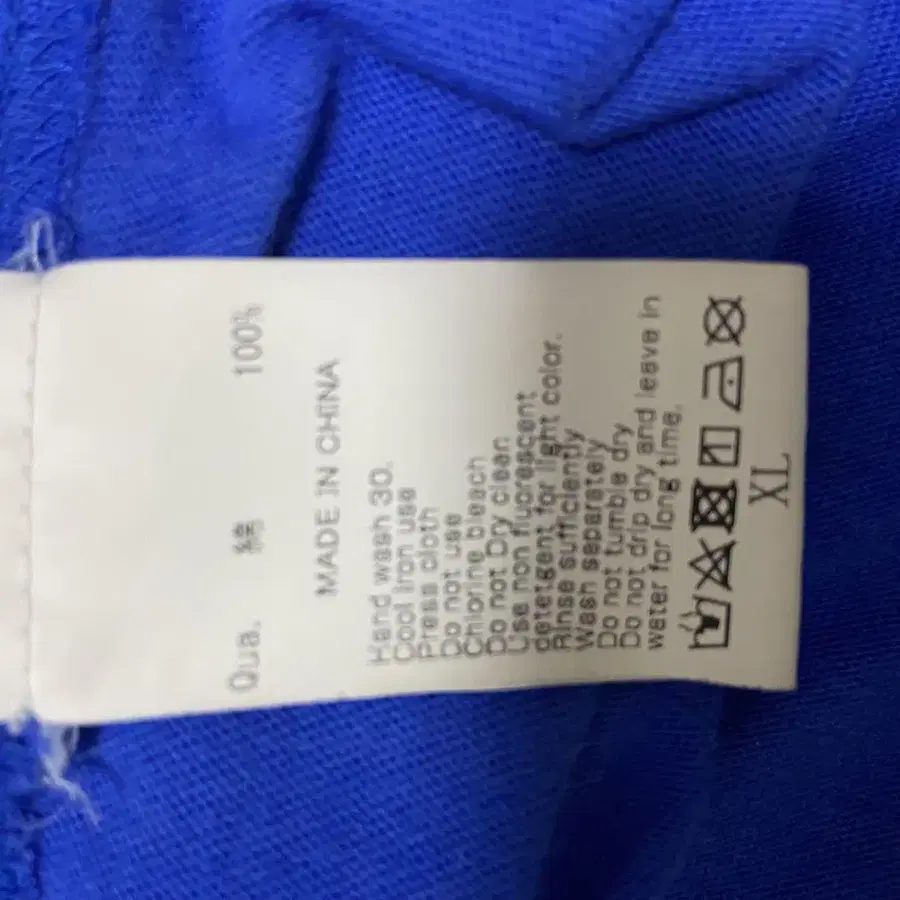 Qua. 綿 100%
MADE IN CHINA
Hand wash 30.
Cool iron use
Press cloth
Do not use
Chlorine bleach
Do not Dry clean
Use non fluorescent
detetgent for light color.
Rinse sufficiently
Wash separetely
Do not tumble dry
Do not drip dry and leave in
water for long time.
XL